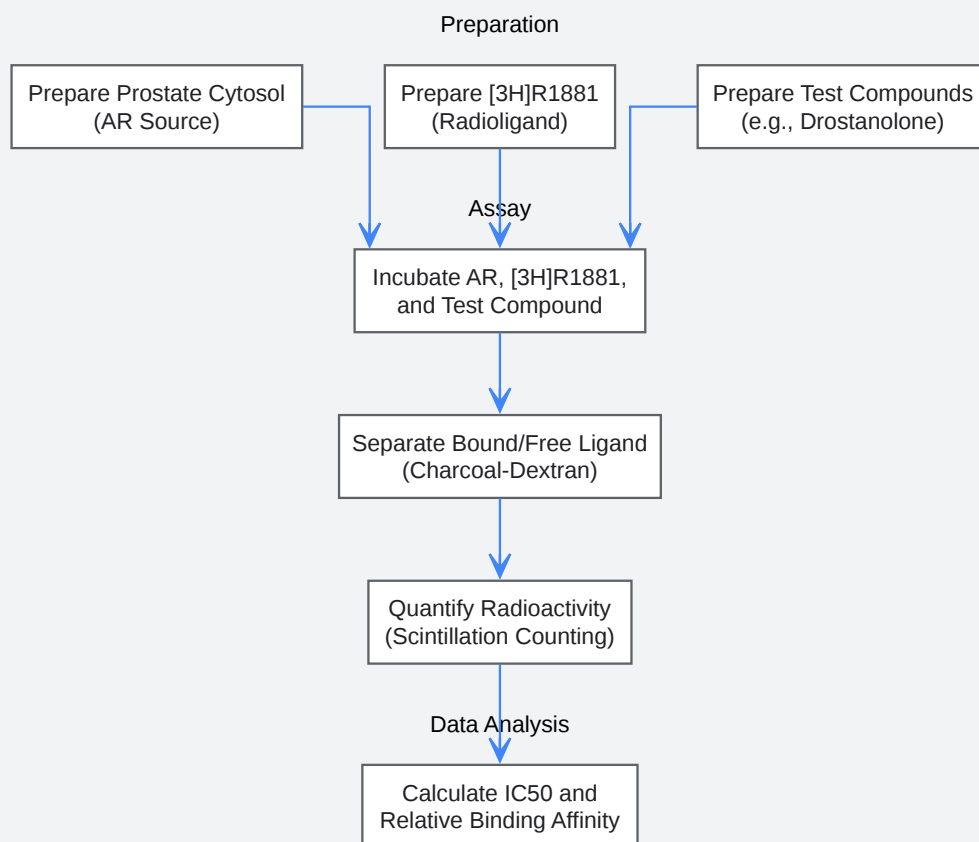 Preparation
Prepare Prostate Cytosol
(AR Source)
Prepare [3H]R1881
(Radioligand)
Prepare Test Compounds
(e.g., Drostanolone)
Assay
Incubate AR, [3H]R1881,
and Test Compound
Separate Bound/Free Ligand
(Charcoal-Dextran)
Quantify Radioactivity
(Scintillation Counting)
Data Analysis
Calculate IC50 and
Relative Binding Affinity